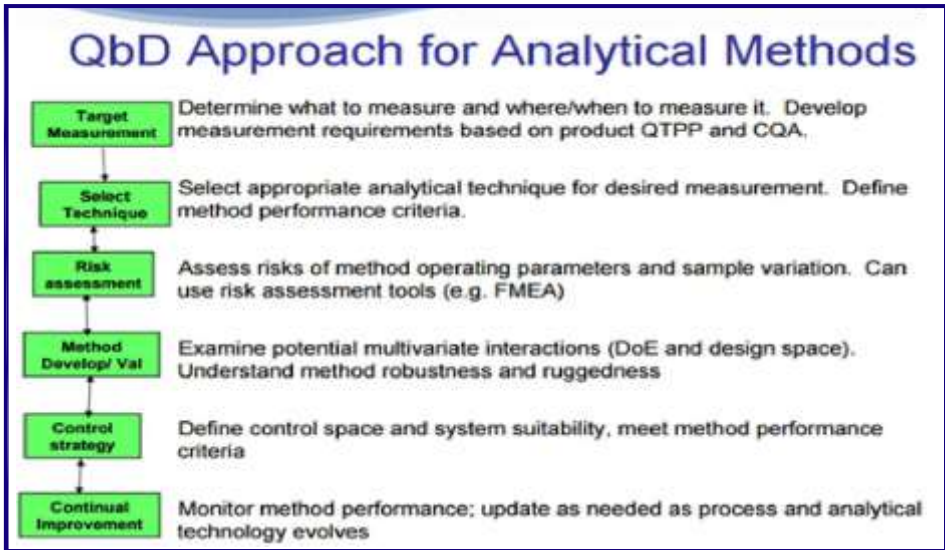 QbD Approach for Analytical Methods
Target
Measurement
Determine what to measure and where/when to measure it. Develop
measurement requirements based on product QTPP and CQA.
Select
Technique
Select appropriate analytical technique for desired measurement. Define
method performance criteria.
Risk
assessment
Assess risks of method operating parameters and sample variation. Can
use risk assessment tools (e.g. FMEA)
Method
Develop/ Val
Examine potential multivariate interactions (DoE and design space).
Understand method robustness and ruggedness
Control
strategy
Define control space and system suitability, meet method performance
criteria
Continual
Improvement
Monitor method performance; update as needed as process and analytical
technology evolves